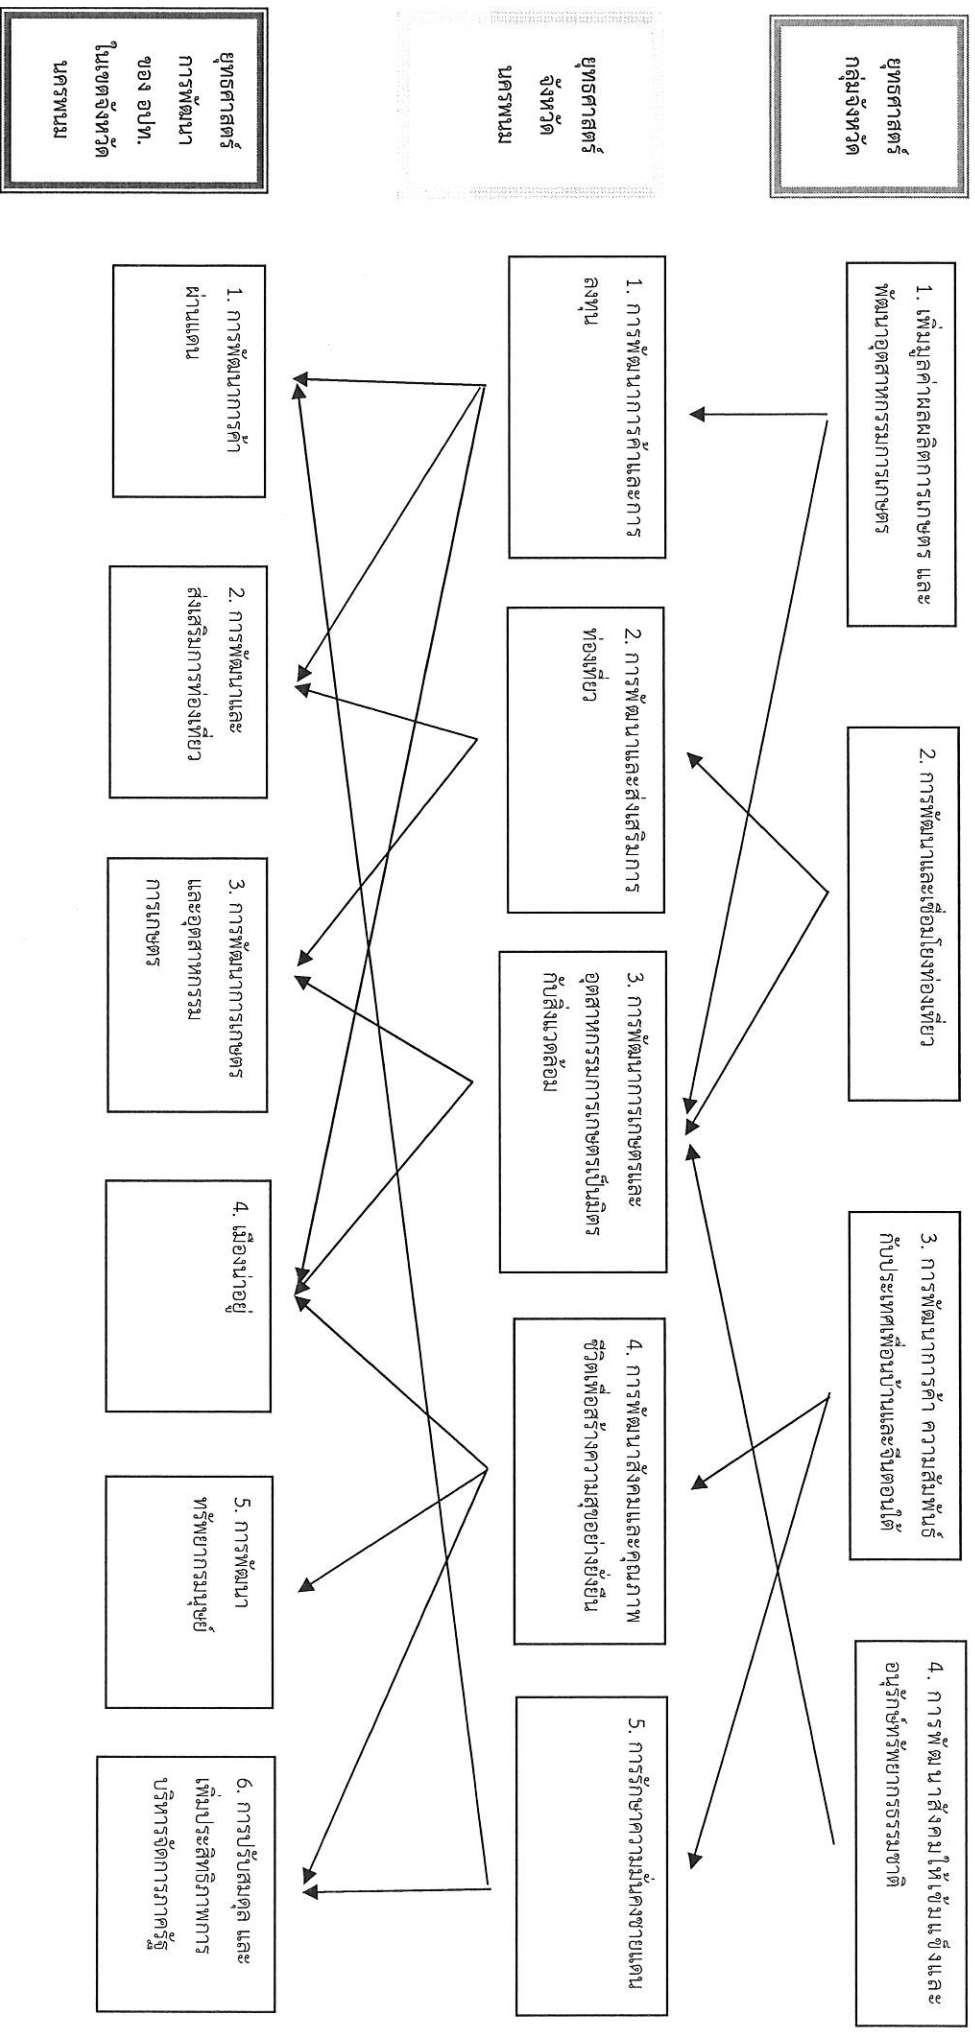 ยุทธศาสตร์
กลุ่มจังหวัด
1. เพิ่มมูลค่าผลผลิตการเกษตร และ
พัฒนาอุตสาหกรรมการเกษตร
2. การพัฒนาและเชื่อมโยงท่องเที่ยว
3. การพัฒนาการค้า ความสัมพันธ์
กับประเทศเพื่อนบ้านและจีนตอนใต้
4. การพัฒนาสังคมให้เข้มแข็งและ
อนุรักษ์ทรัพยากรธรรมชาติ
ยุทธศาสตร์
จังหวัด
นครพนม
1. การพัฒนาการค้าและการ
ลงทุน
2. การพัฒนาและส่งเสริมการ
ท่องเที่ยว
3. การพัฒนาการเกษตรและ
อุตสาหกรรมการเกษตรเป็นมิตร
กับสิ่งแวดล้อม
4. การพัฒนาสังคมและคุณภาพ
ชีวิตเพื่อสร้างความสุขอย่างยั่งยืน
5. การรักษาความมั่นคงชายแดน
ยุทธศาสตร์
การพัฒนา
ของ อปท.
ในเขตจังหวัด
นครพนม
1. การพัฒนาการค้า
ผ่านแดน
2. การพัฒนาและ
ส่งเสริมการท่องเที่ยว
3. การพัฒนาการเกษตร
และอุตสาหกรรม
การเกษตร
4. เมืองน่าอยู่
5. การพัฒนา
ทรัพยากรมนุษย์
6. การปรับสมดุล และ
เพิ่มประสิทธิภาพการ
บริหารจัดการภาครัฐ